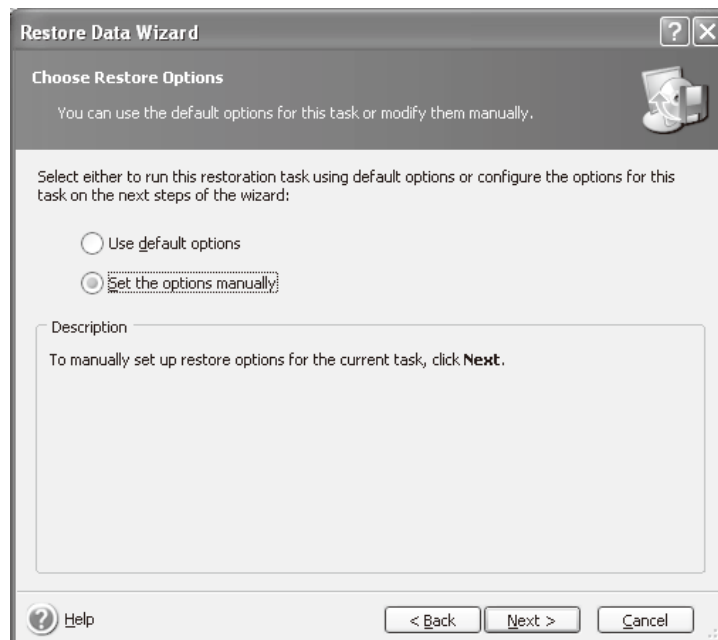 Restore Data Wizard
Choose Restore Options
You can use the default options for this task or modify them manually.
Select either to run this restoration task using default options or configure the options for this
task on the next steps of the wizard:
Use default options
Set the options manually
Description
To manually set up restore options for the current task, click Next.
Help
< Back
Next >
Cancel